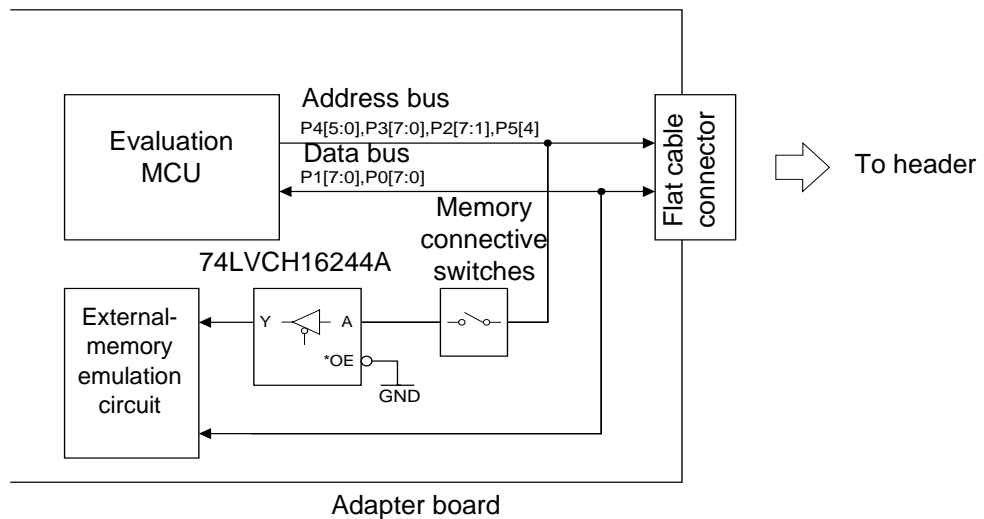 Address bus
P4[5:0],P3[7:0],P2[7:1],P5[4]
Evaluation
MCU
Data bus
P1[7:0],P0[7:0]
Flat cable
connector
To header
Memory
connective
switches
74LVCH16244A
External-
memory
emulation
circuit
Y
A
*OE
GND
Adapter board